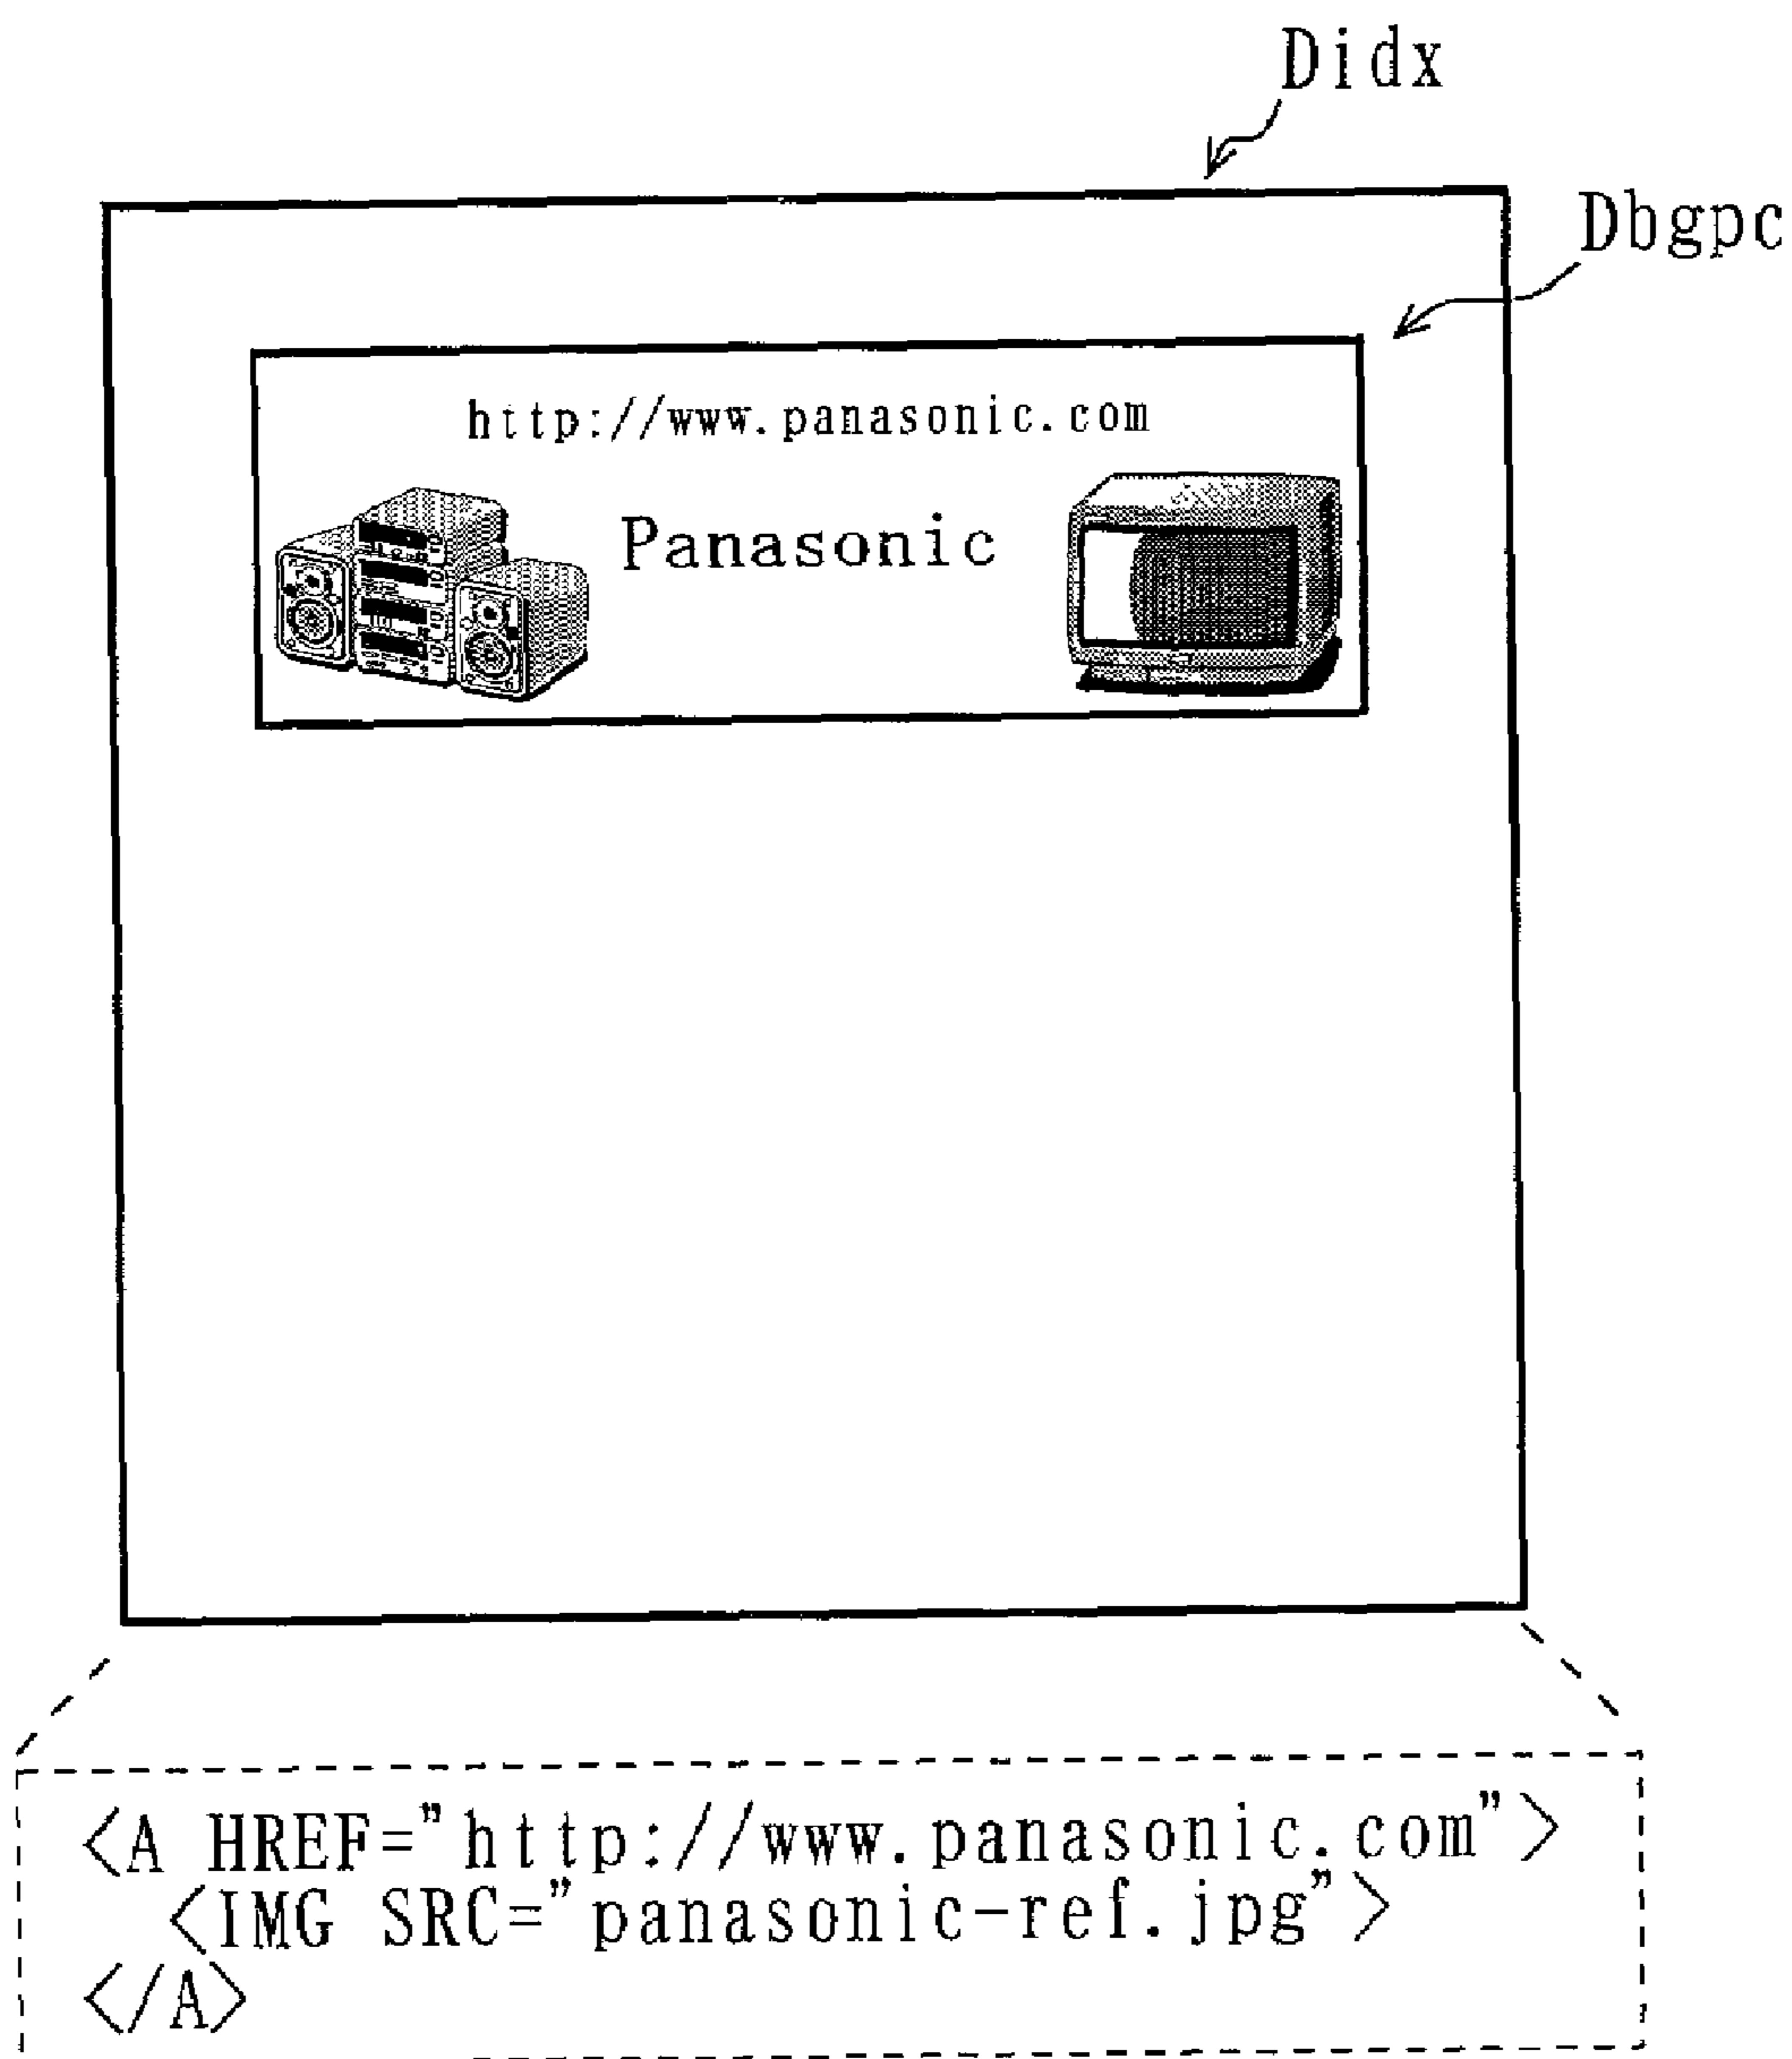 Didx
Dbgpc
http://www.panasonic.com
Panasonic
<A HREF="http://www.panasonic.com">
<IMG SRC="panasonic-ref.jpg">
</A>